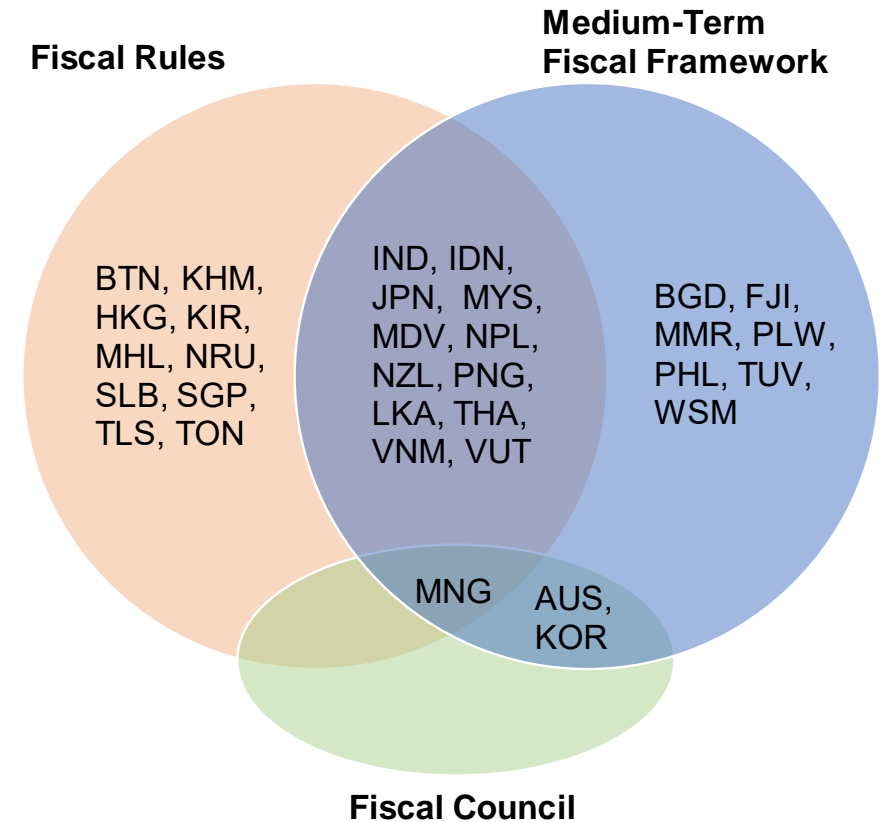 Fiscal Rules
Medium-Term
Fiscal Framework
BTN, KHM,
HKG, KIR,
MHL, NRU,
SLB, SGP,
TLS, TON
IND, IDN,
JPN, MYS,
MDV, NPL,
NZL, PNG,
LKA, THA,
VNM, VUT
BGD, FJI,
MMR, PLW,
PHL, TUV,
WSM
MNG
AUS,
KOR
Fiscal Council